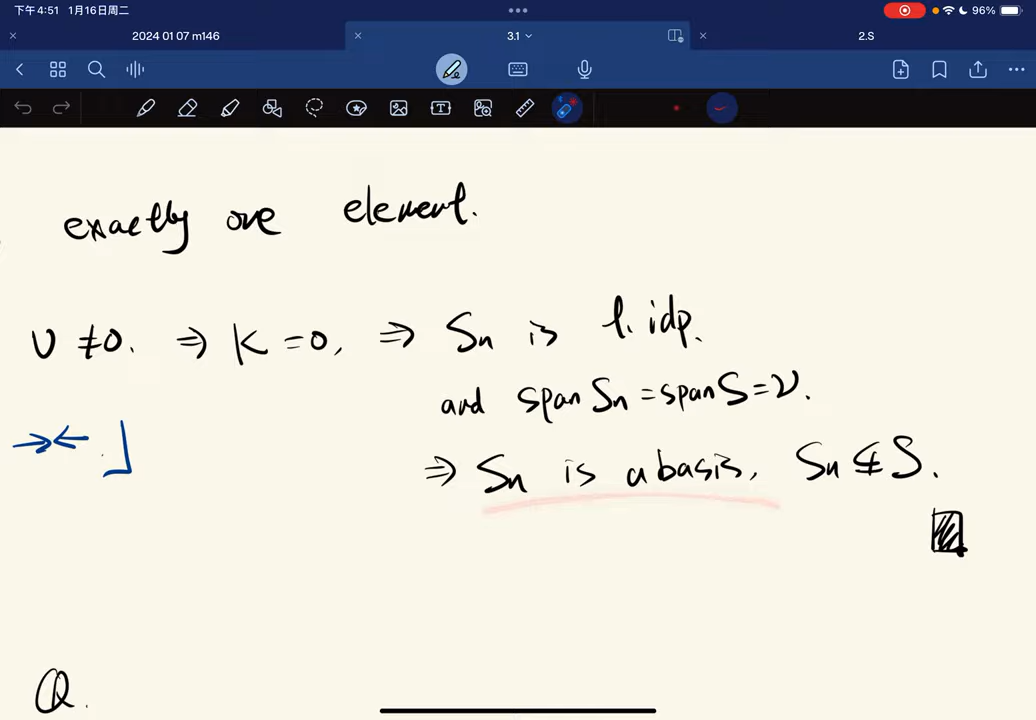 下午4:51 1月16日周二
96%
2024 01 07 m146
3.1
2.S
exactly one element.
v ≠ 0. ⇒ K = 0, ⇒ Sn is l. idp.
and span Sn = span S = V.
→← ⌋
⇒ Sn is a basis, Sn ⊊ S.
Q.